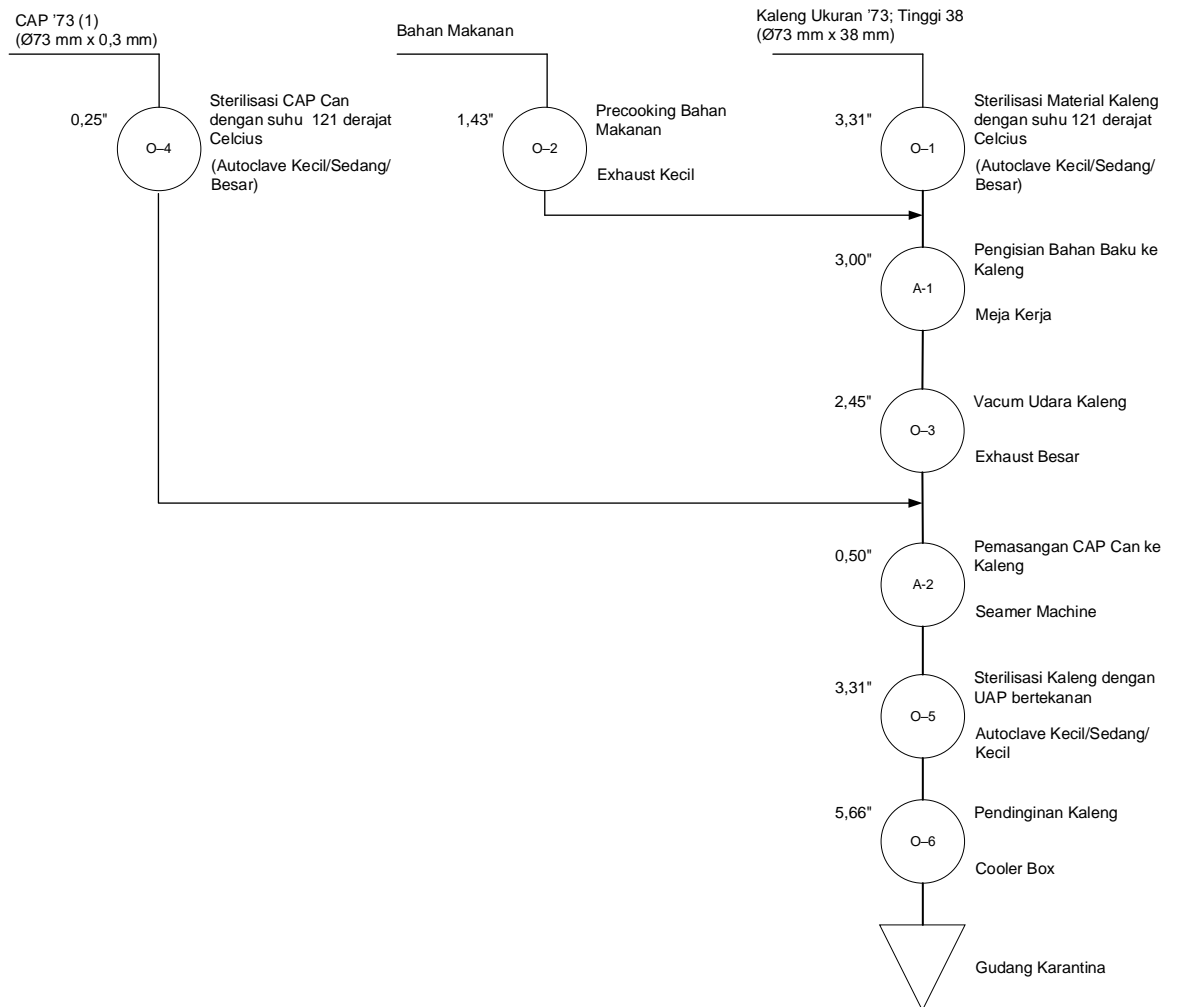 CAP '73 (1)
(Ø73 mm x 0,3 mm)
Bahan Makanan
Kaleng Ukuran '73; Tinggi 38
(Ø73 mm x 38 mm)
0,25"
O–4
Sterilisasi CAP Can
dengan suhu  121 derajat
Celcius
(Autoclave Kecil/Sedang/
Besar)
1,43"
O–2
Precooking Bahan
Makanan
Exhaust Kecil
3,31"
O–1
Sterilisasi Material Kaleng
dengan suhu 121 derajat
Celcius
(Autoclave Kecil/Sedang/
Besar)
3,00"
A-1
Pengisian Bahan Baku ke
Kaleng
Meja Kerja
2,45"
O–3
Vacum Udara Kaleng
Exhaust Besar
0,50"
A-2
Pemasangan CAP Can ke
Kaleng
Seamer Machine
3,31"
O–5
Sterilisasi Kaleng dengan
UAP bertekanan
Autoclave Kecil/Sedang/
Kecil
5,66"
O–6
Pendinginan Kaleng
Cooler Box
Gudang Karantina